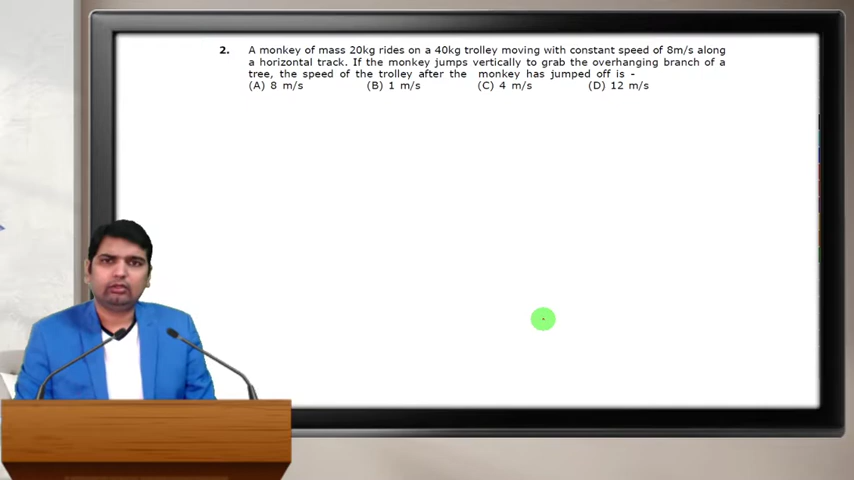 2. A monkey of mass 20kg rides on a 40kg trolley moving with constant speed of 8m/s along
a horizontal track. If the monkey jumps vertically to grab the overhanging branch of a
tree, the speed of the trolley after the monkey has jumped off is -
(A) 8 m/s (B) 1 m/s (C) 4 m/s (D) 12 m/s